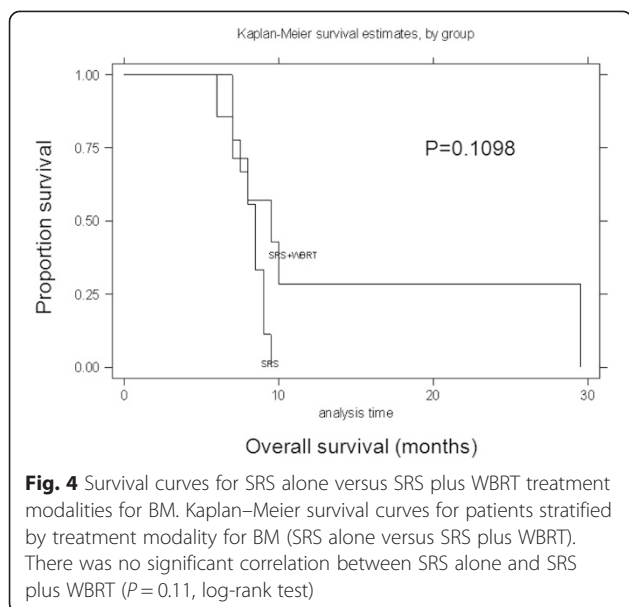 Kaplan-Meier survival estimates, by group
1.00
0.75
0.50
0.25
0.00
Proportion survival
P=0.1098
SRS+WBRT
SRS
0
10
20
30
analysis time
Overall survival (months)
Fig. 4 Survival curves for SRS alone versus SRS plus WBRT treatment
modalities for BM. Kaplan–Meier survival curves for patients stratified
by treatment modality for BM (SRS alone versus SRS plus WBRT).
There was no significant correlation between SRS alone and SRS
plus WBRT (P = 0.11, log-rank test)